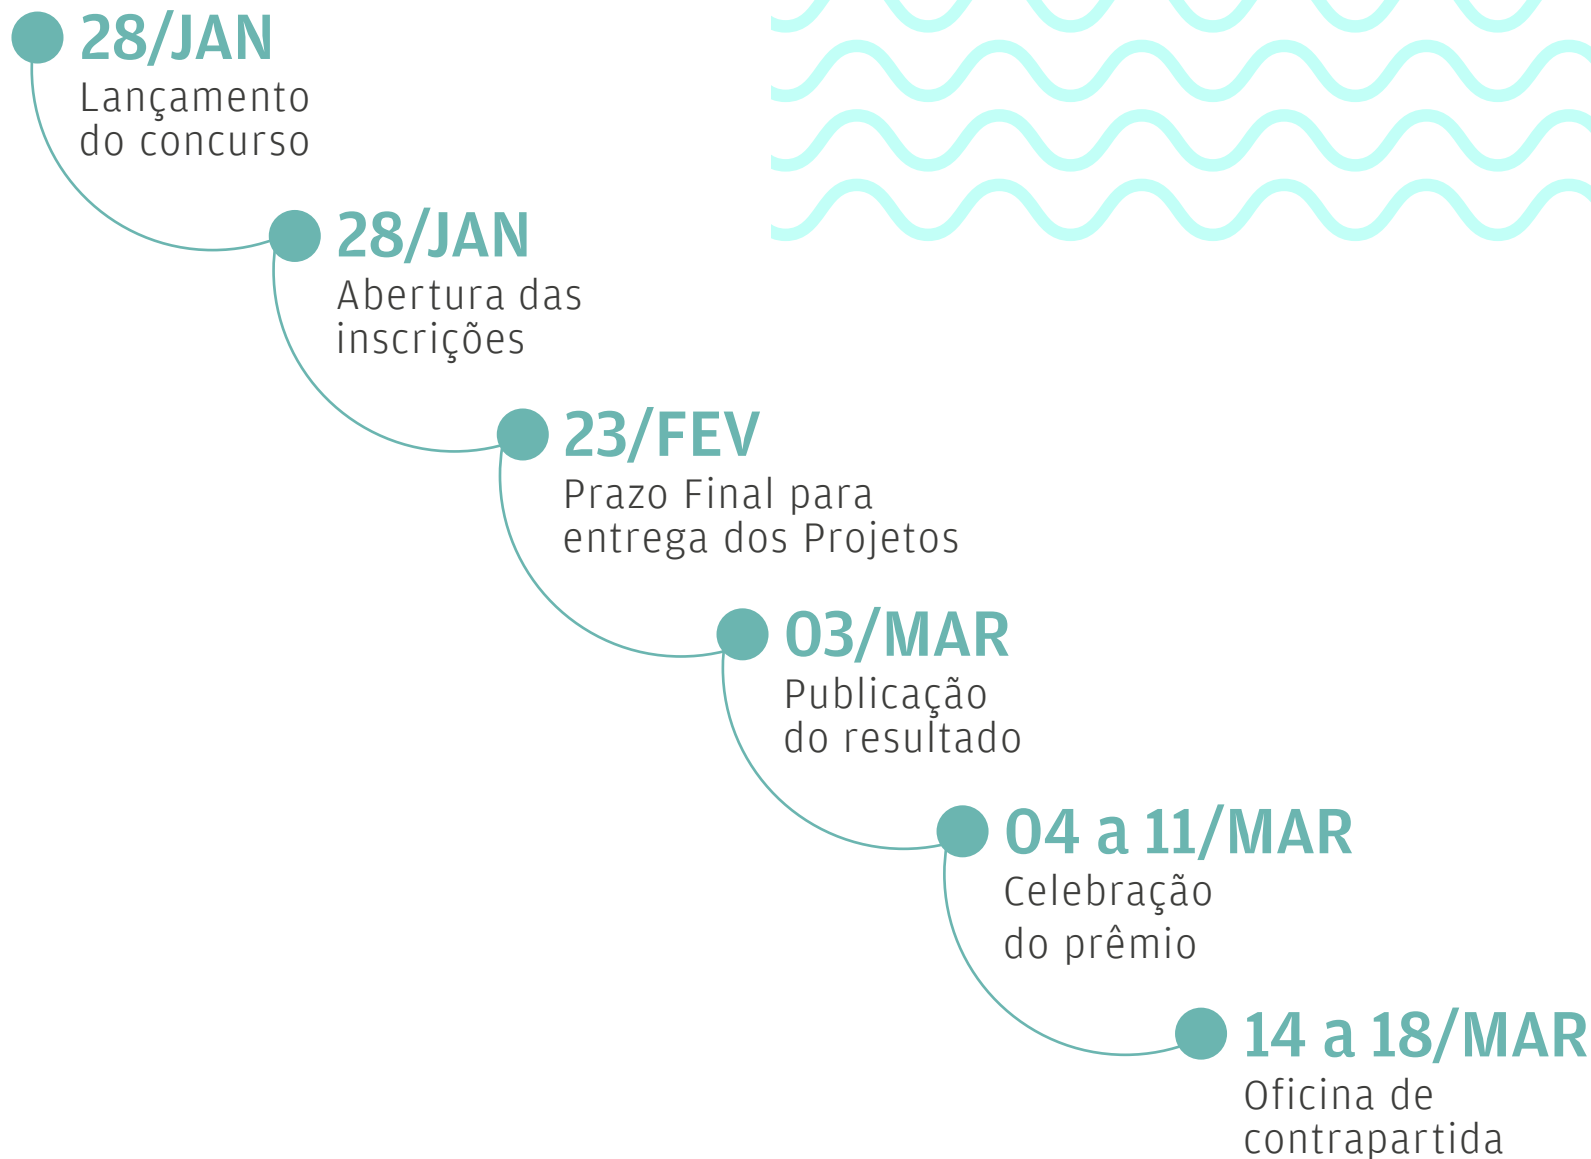 28/JAN
Lançamento
do concurso
28/JAN
Abertura das
inscrições
23/FEV
Prazo Final para
entrega dos Projetos
03/MAR
Publicação
do resultado
04 a 11/MAR
Celebração
do prêmio
14 a 18/MAR
Oficina de
contrapartida